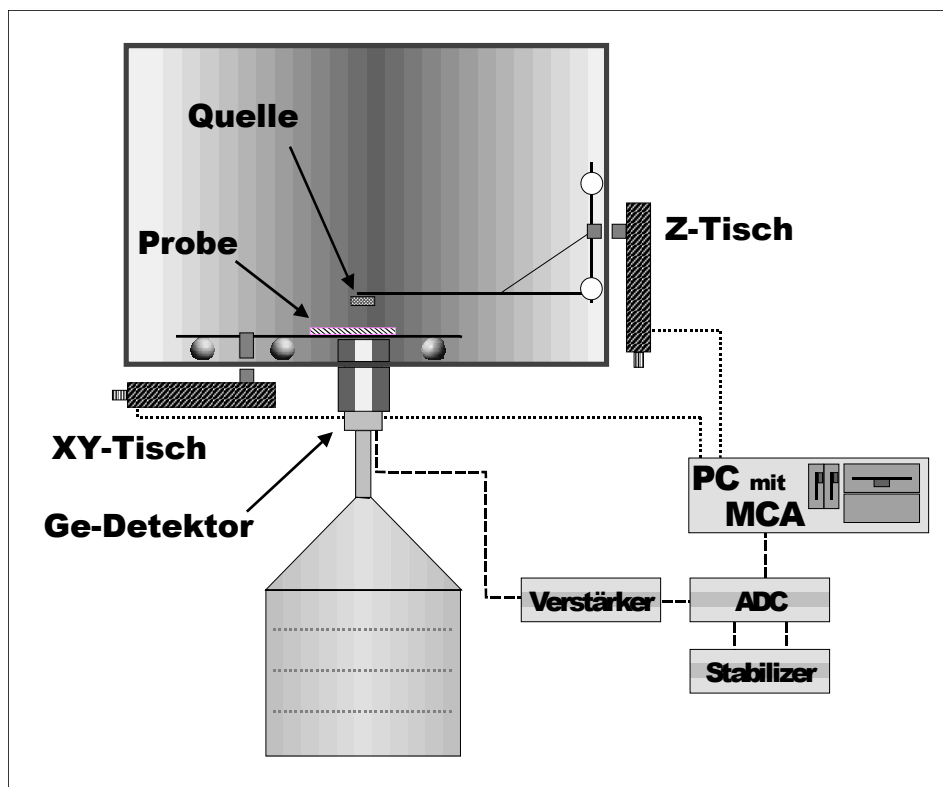 Quelle
Z-Tisch
Probe
XY-Tisch
Ge-Detektor
PC mit
MCA
Verstärker
ADC
Stabilizer